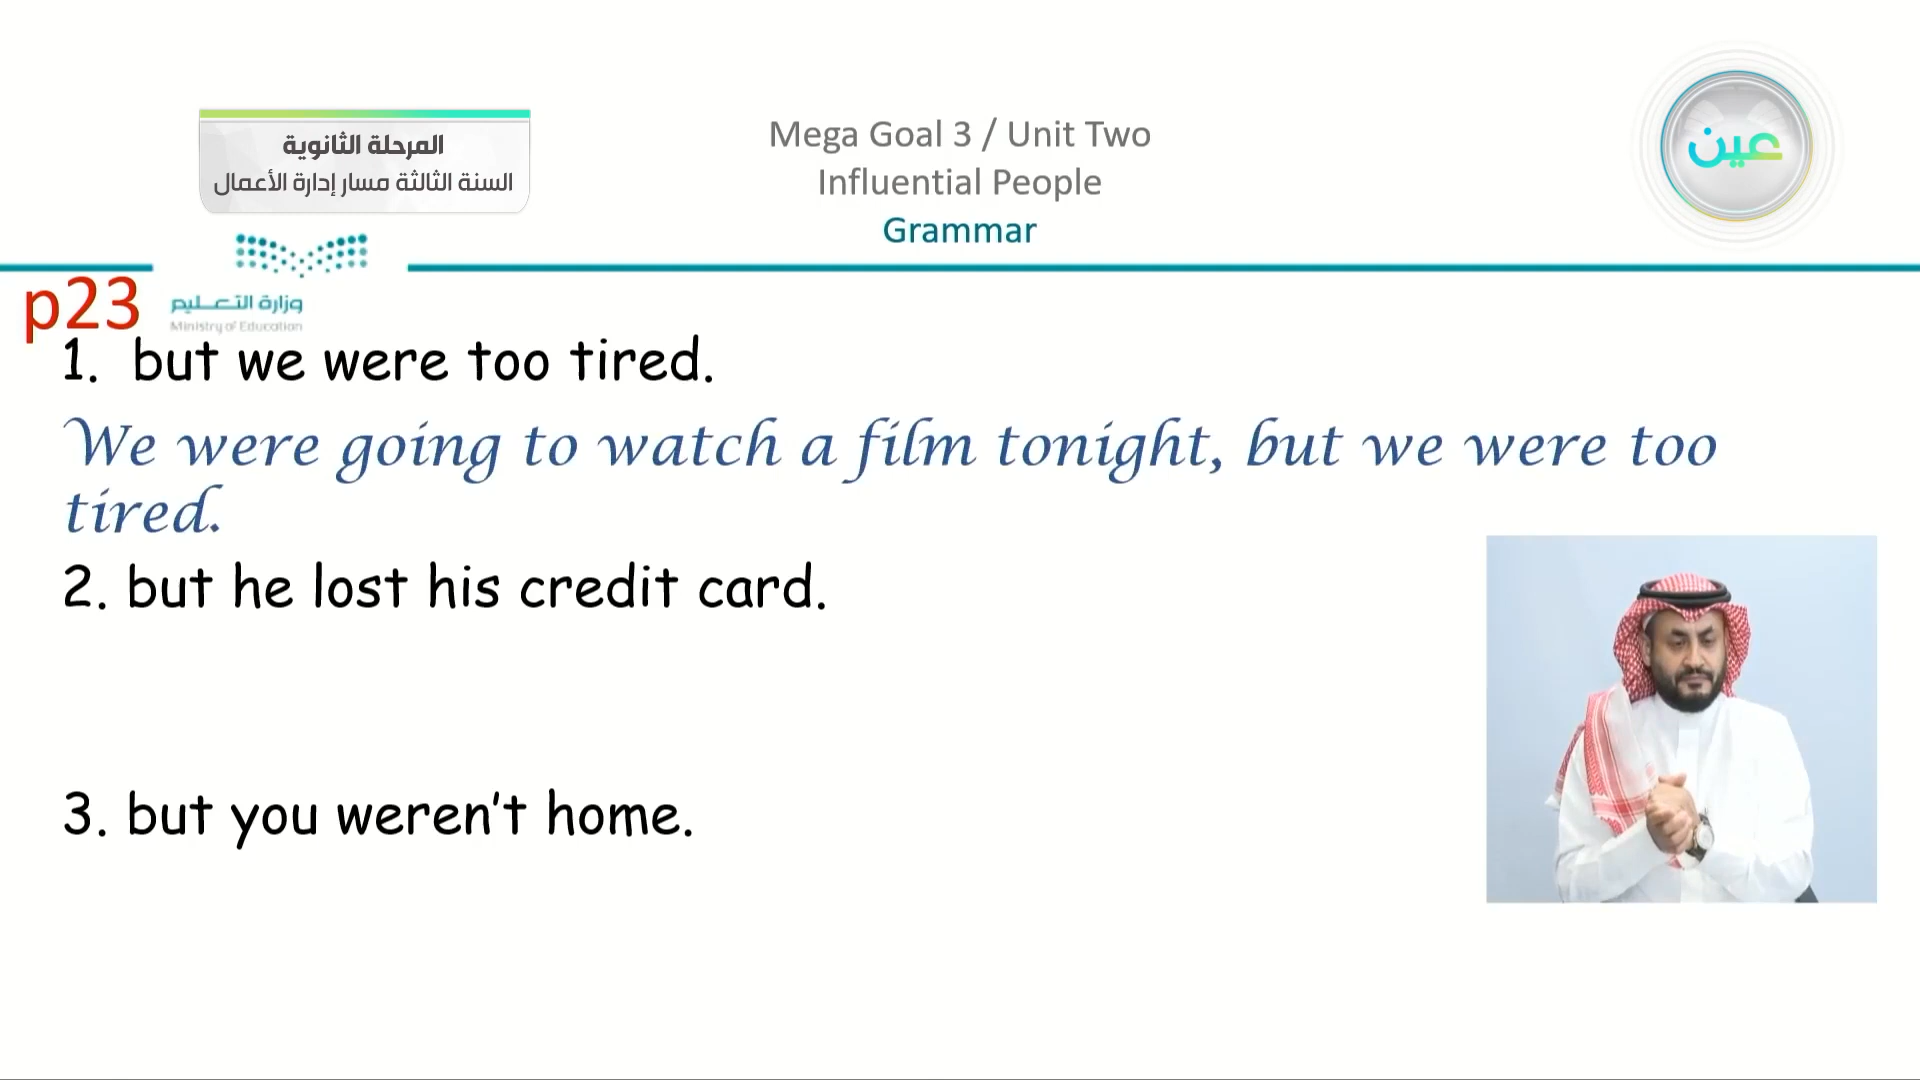 المرحلة الثانوية
السنة الثالثة مسار إدارة الأعمال
Mega Goal 3 / Unit Two
Influential People
Grammar
عين
p23
وزارة التعليم
Ministry of Education
1. but we were too tired.
We were going to watch a film tonight, but we were too
tired.
2. but he lost his credit card.
3. but you weren't home.